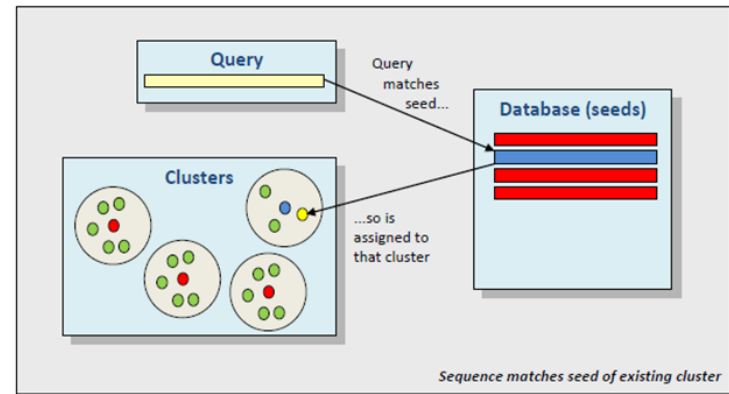 Query
Query
matches
seed...
Database (seeds)
Clusters
...so is
assigned to
that cluster
Sequence matches seed of existing cluster